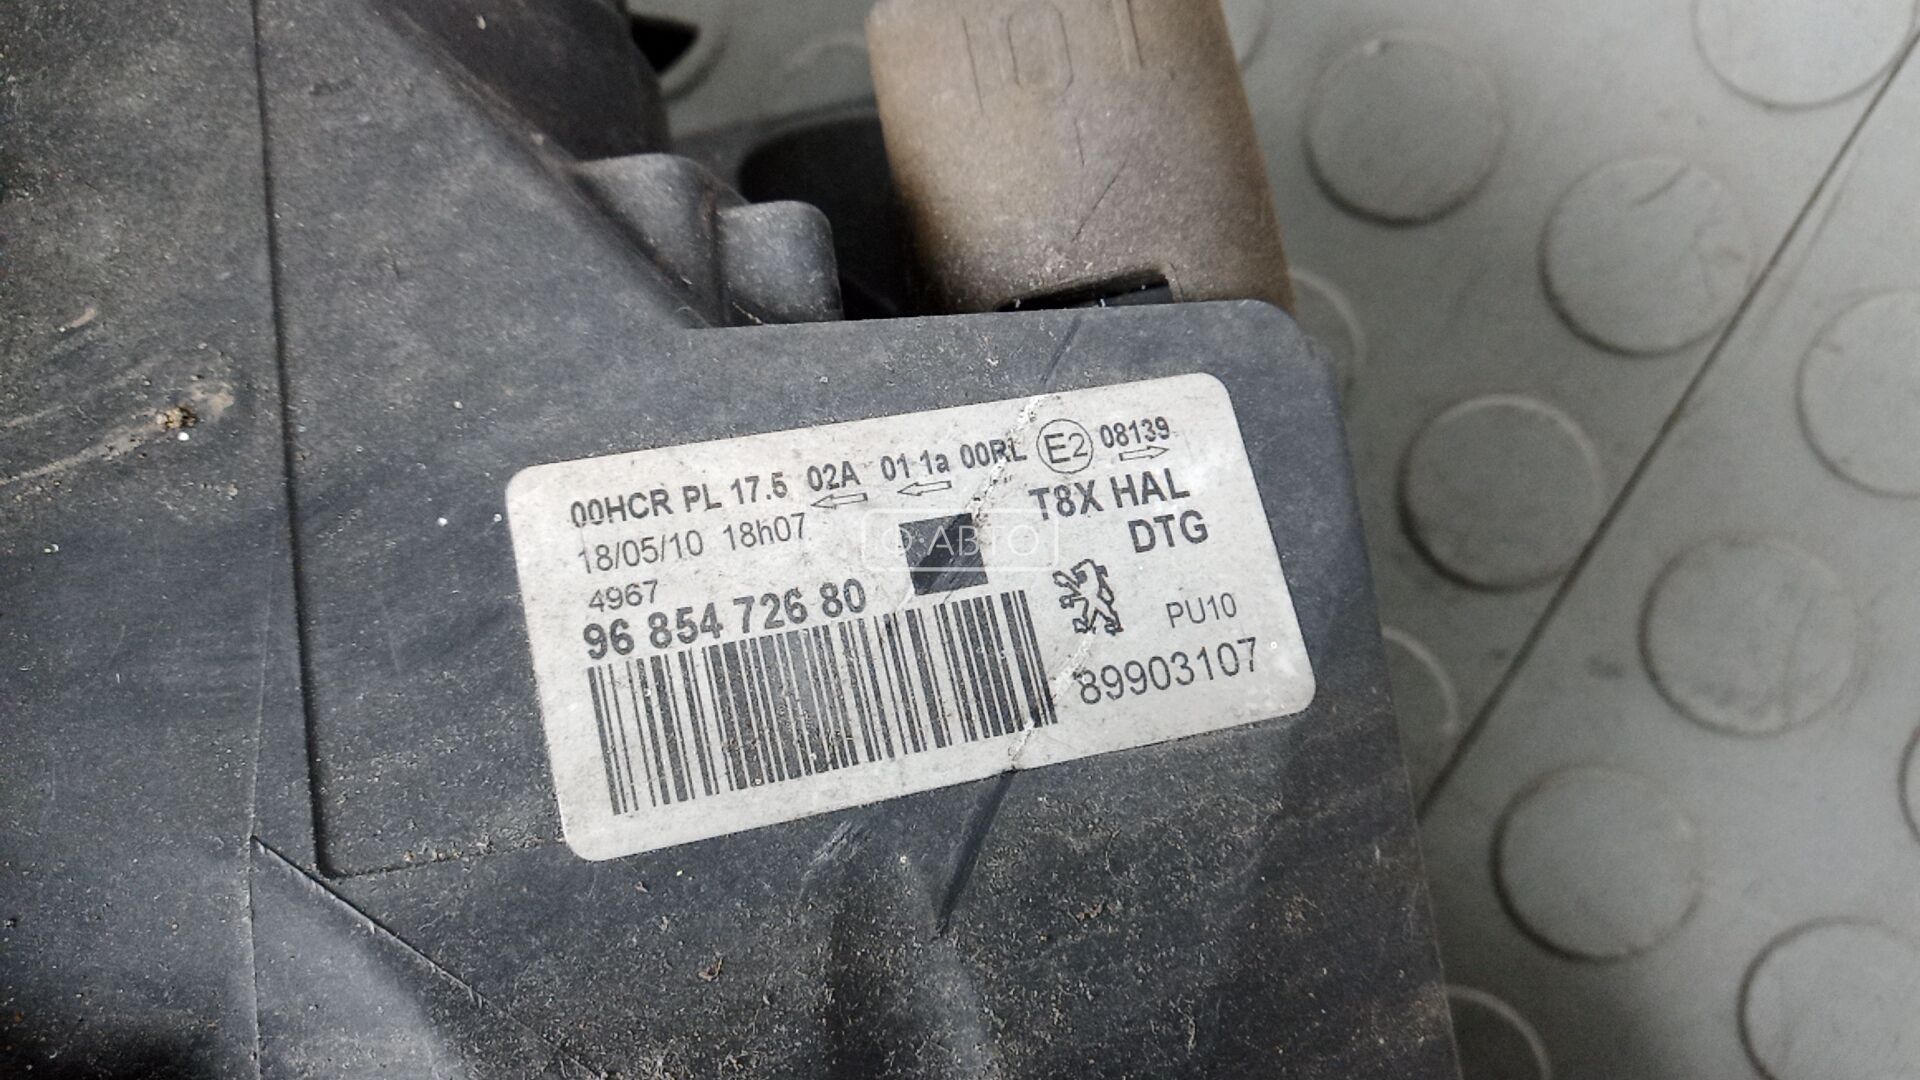 00HCR PL 17.5 02A 01 1a 00RL E2 08139
18/05/10 18h07
T8X HAL
DTG
4967
96 854 726 80
PU10
89903107
О·АВТО